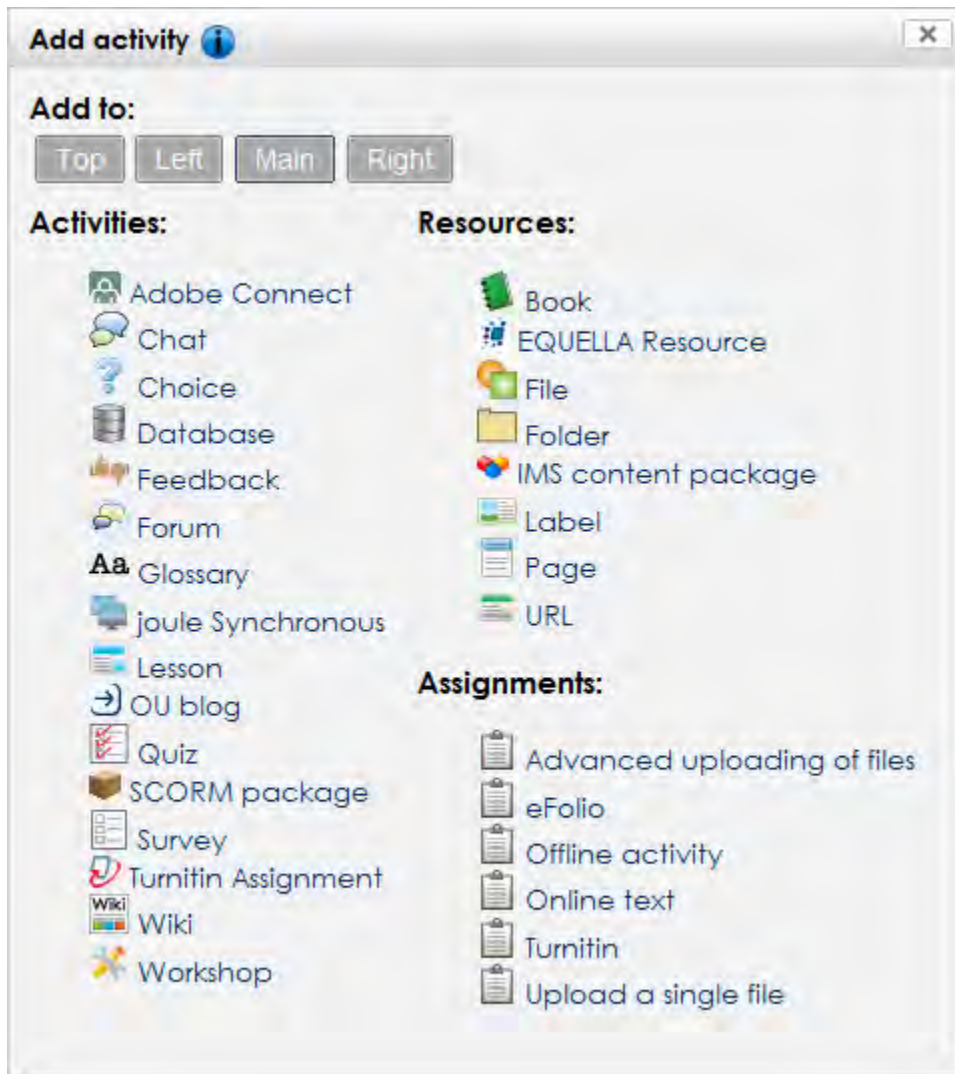 Add activity
Add to:
Top Left Main Right
Activities:
Adobe Connect
Chat
Choice
Database
Feedback
Forum
Aa Glossary
joule Synchronous
Lesson
OU blog
Quiz
SCORM package
Survey
Turnitin Assignment
Wiki Wiki
Workshop
Resources:
Book
EQUELLA Resource
File
Folder
IMS content package
Label
Page
URL
Assignments:
Advanced uploading of files
eFolio
Offline activity
Online text
Turnitin
Upload a single file